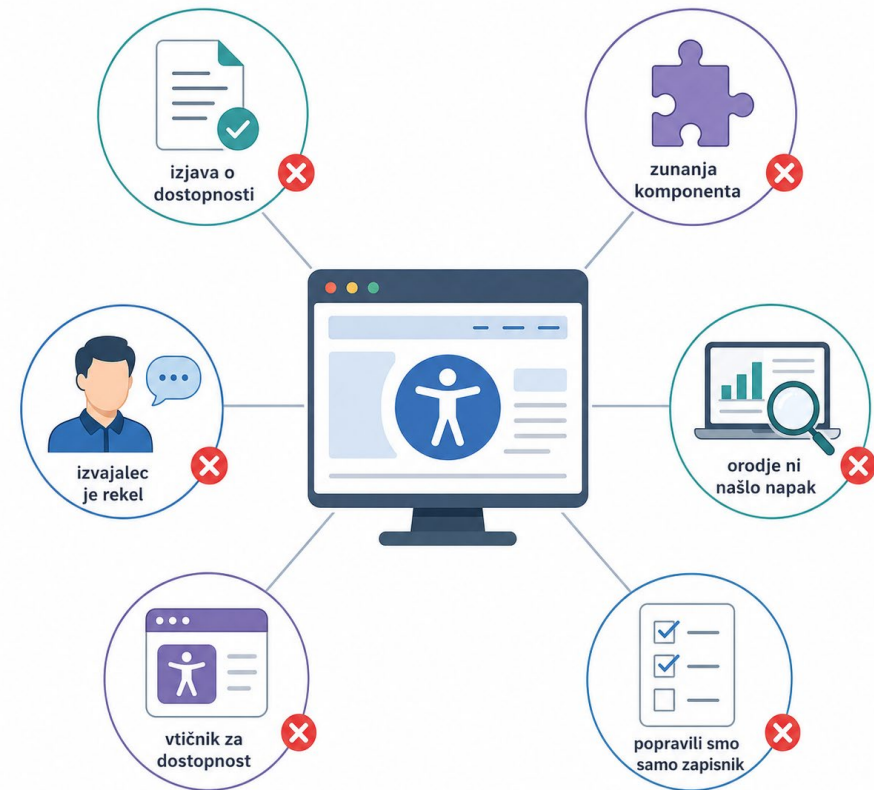 izjava o
dostopnosti
zunanja
komponenta
izvajalec
je rekel
orodje ni
našlo napak
vtičnik za
dostopnost
popravili smo
samo zapisnik